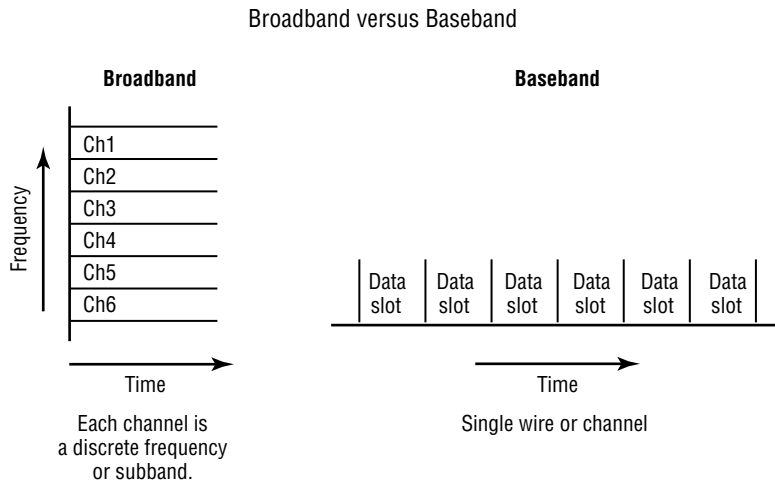 Broadband versus Baseband
Broadband
Ch1
Ch2
Ch3
Ch4
Ch5
Ch6
Frequency
Time
Each channel is
a discrete frequency
or subband.
Baseband
Data
slot
Data
slot
Data
slot
Data
slot
Data
slot
Data
slot
Time
Single wire or channel